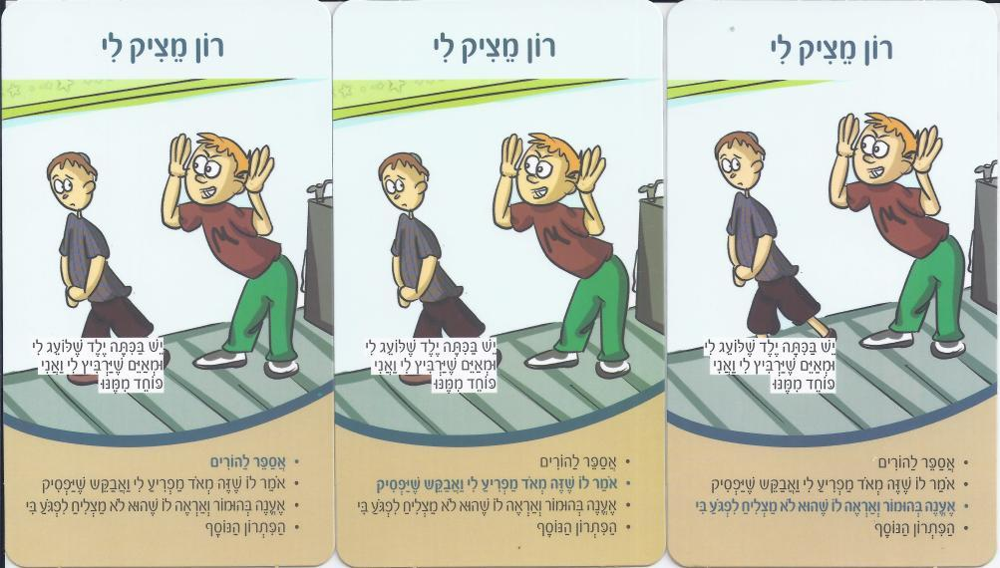 רוֹן מֵצִיק לִי
יֵשׁ בַּכִּתָּה יֶלֶד שֶׁלּוֹעֵג לִי
וּמְאַיֵּם שֶׁיַּרְבִּיץ לִי וַאֲנִי
פּוֹחֵד מִמֶּנּוּ
• אֲסַפֵּר לַהוֹרִים
• אֹמַר לוֹ שֶׁזֶּה מְאֹד מַפְרִיעַ לִי וַאֲבַקֵּשׁ שֶׁיַּפְסִיק
• אֶעֱנֶה בְּהוּמוֹר וְאַרְאֶה לוֹ שֶׁהוּא לֹא מַצְלִיחַ לִפְגֹּעַ בִּי
• הַפִּתְרוֹן הַנּוֹסָף
רוֹן מֵצִיק לִי
יֵשׁ בַּכִּתָּה יֶלֶד שֶׁלּוֹעֵג לִי
וּמְאַיֵּם שֶׁיַּרְבִּיץ לִי וַאֲנִי
פּוֹחֵד מִמֶּנּוּ
• אֲסַפֵּר לַהוֹרִים
• אֹמַר לוֹ שֶׁזֶּה מְאֹד מַפְרִיעַ לִי וַאֲבַקֵּשׁ שֶׁיַּפְסִיק
• אֶעֱנֶה בְּהוּמוֹר וְאַרְאֶה לוֹ שֶׁהוּא לֹא מַצְלִיחַ לִפְגֹּעַ בִּי
• הַפִּתְרוֹן הַנּוֹסָף
רוֹן מֵצִיק לִי
יֵשׁ בַּכִּתָּה יֶלֶד שֶׁלּוֹעֵג לִי
וּמְאַיֵּם שֶׁיַּרְבִּיץ לִי וַאֲנִי
פּוֹחֵד מִמֶּנּוּ
• אֲסַפֵּר לַהוֹרִים
• אֹמַר לוֹ שֶׁזֶּה מְאֹד מַפְרִיעַ לִי וַאֲבַקֵּשׁ שֶׁיַּפְסִיק
• אֶעֱנֶה בְּהוּמוֹר וְאַרְאֶה לוֹ שֶׁהוּא לֹא מַצְלִיחַ לִפְגֹּעַ בִּי
• הַפִּתְרוֹן הַנּוֹסָף